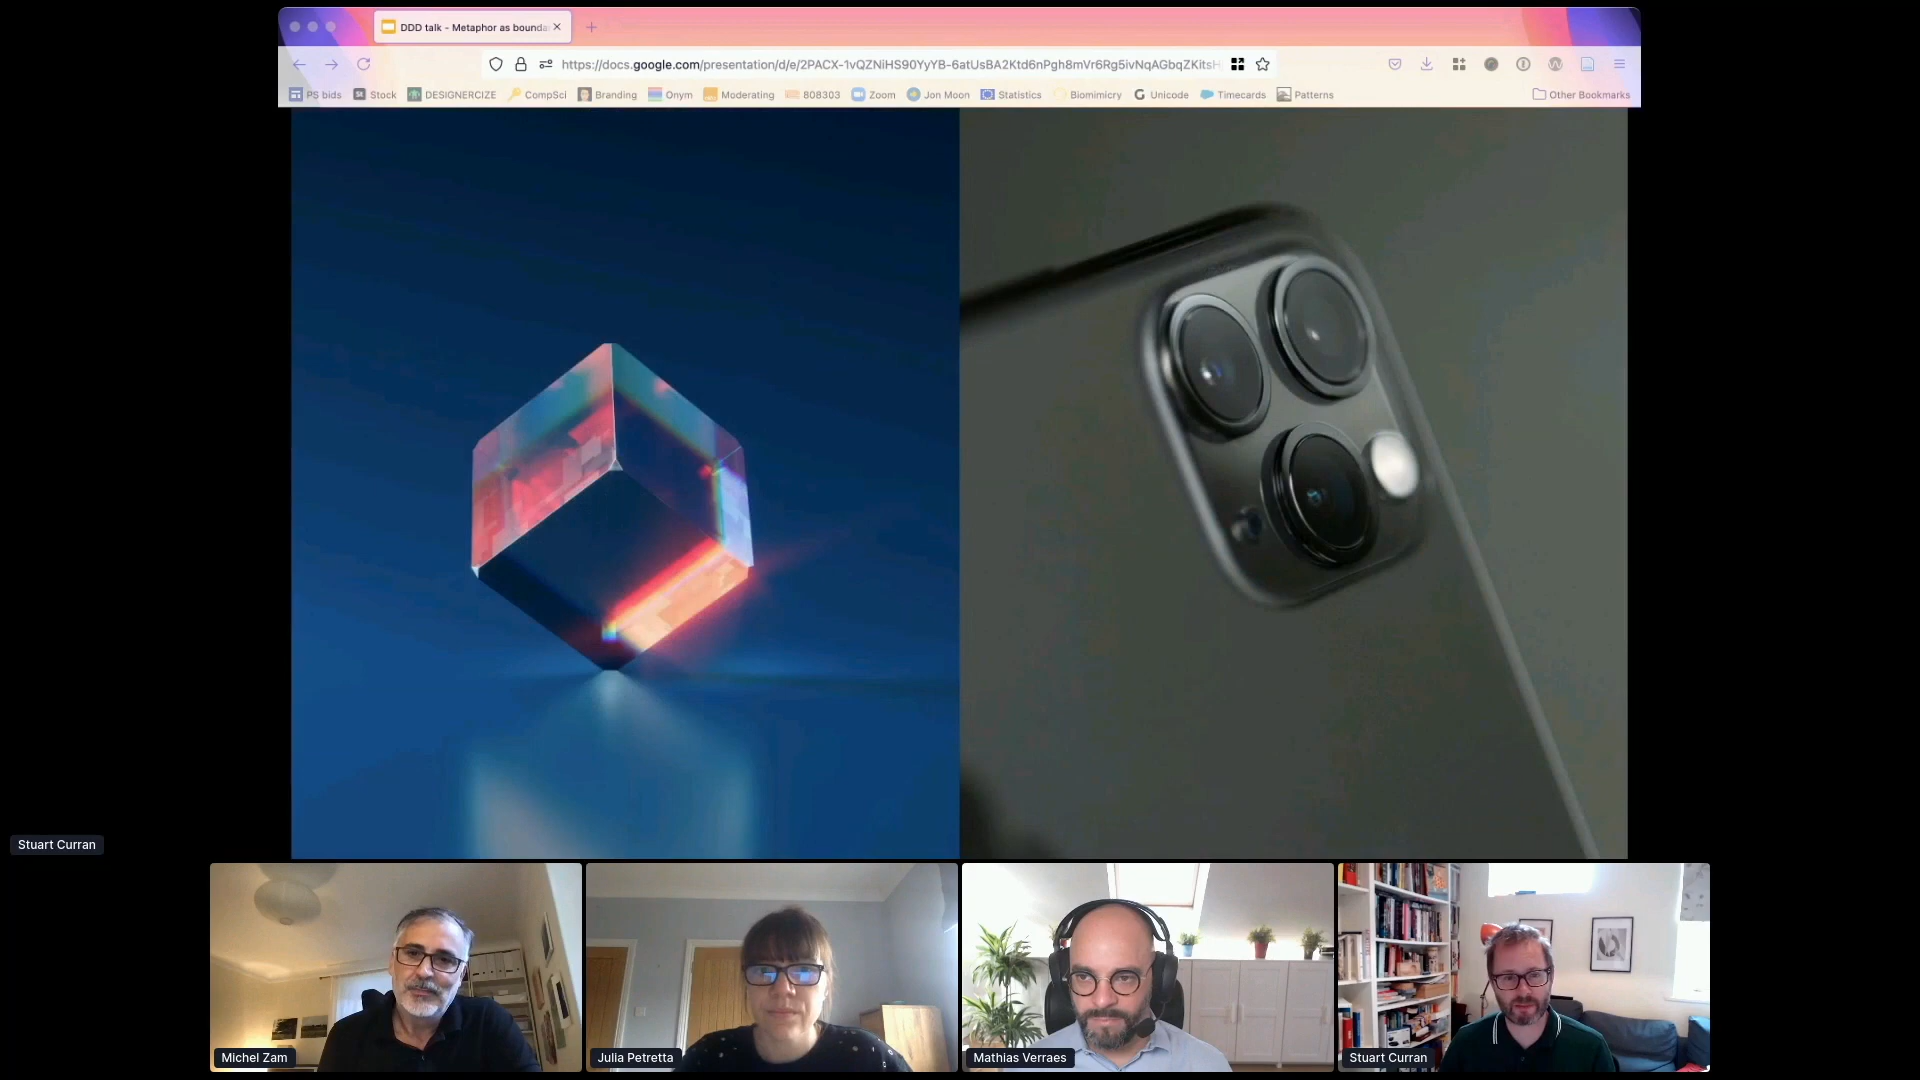 DDD talk - Metaphor as bounda
https://docs.google.com/presentation/d/e/2PACX-1vQZNiHS90YyYB-6atUsBA2Ktd6nPgh8mVr6Rg5ivNqAGbqZKitsH
PS bids St Stock DESIGNERCIZE CompSci Branding Onym Moderating 808303 Zoom Jon Moon Statistics Biomimicry Unicode Timecards Patterns Other Bookmarks
Stuart Curran
Michel Zam Julia Petretta Mathias Verraes Stuart Curran